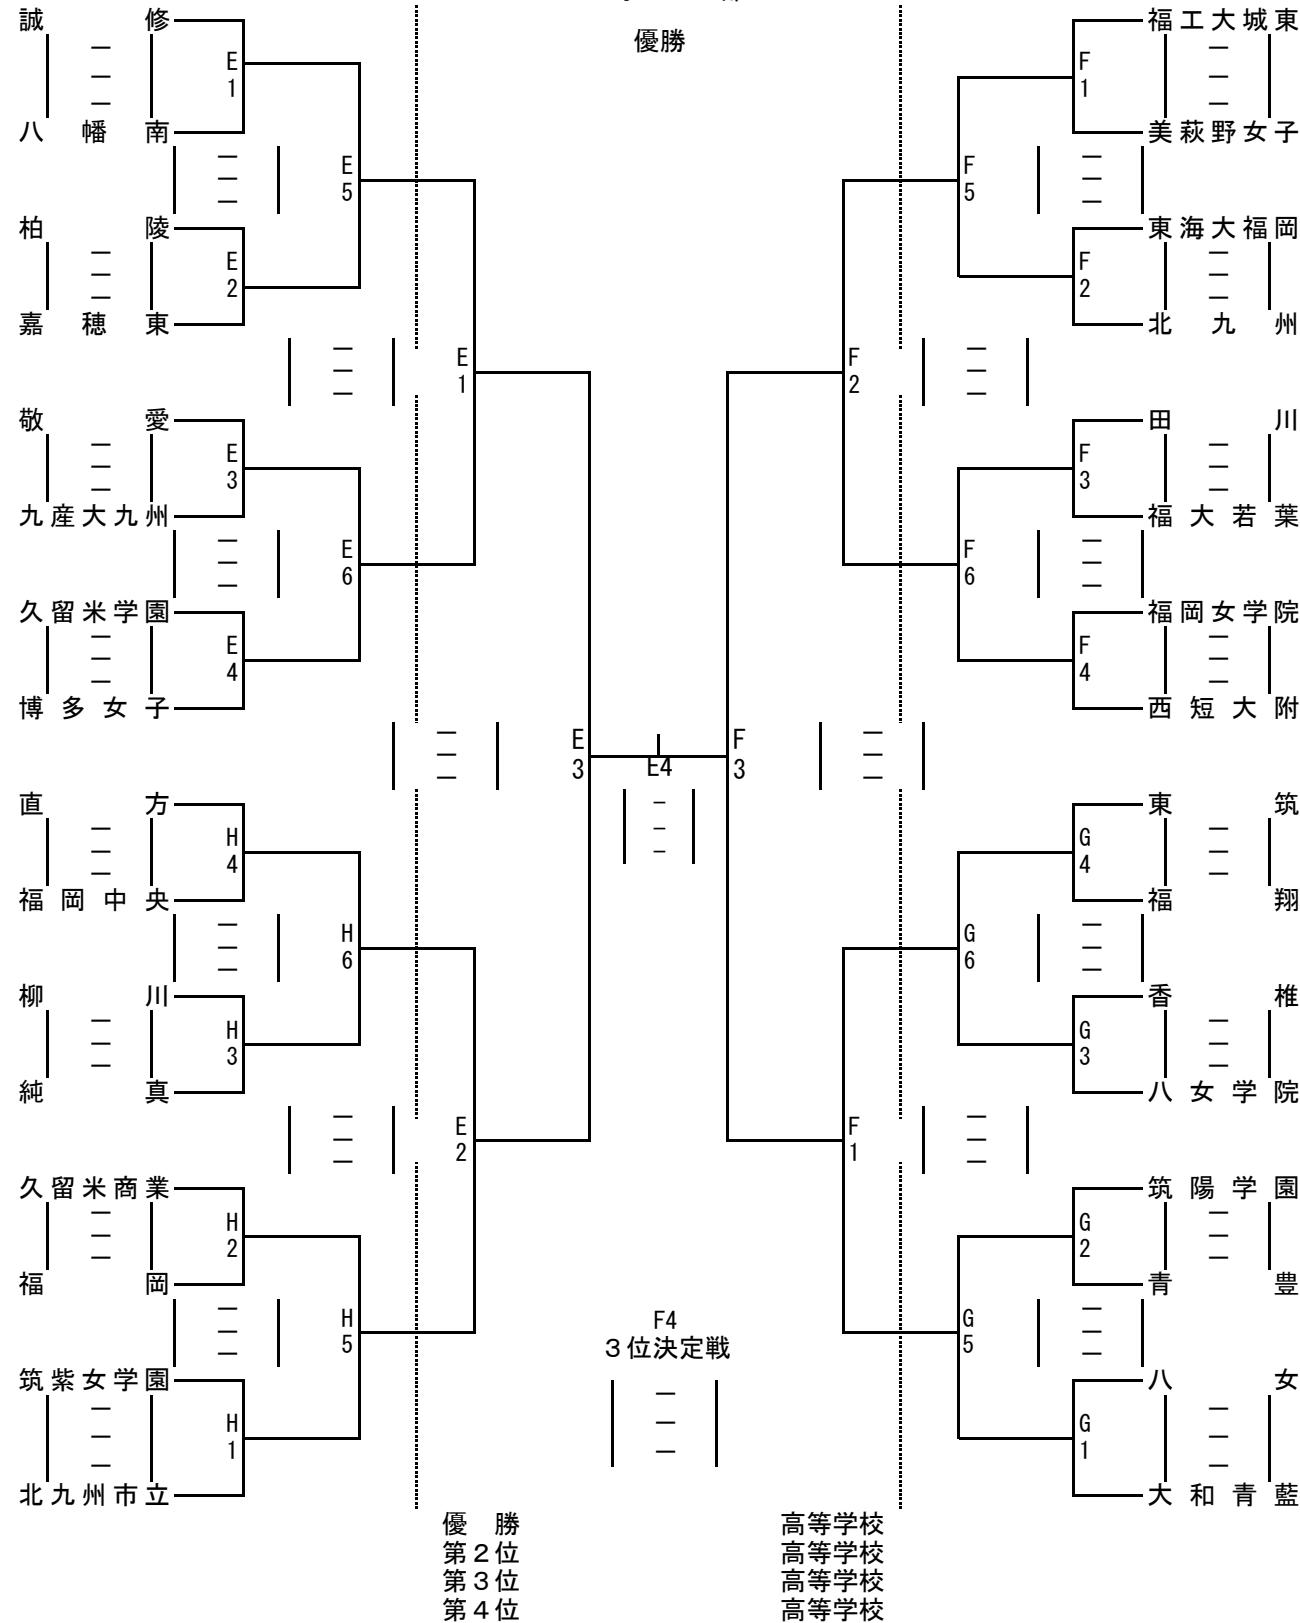 優勝
誠修
E1
八幡南
E5
柏陵
E2
嘉穂東
E1
敬愛
E3
九産大九州
E6
久留米学園
E4
博多女子
E3
直方
H4
福岡中央
H6
柳川
H3
純真
E2
久留米商業
H2
福岡
H5
筑紫女学園
H1
北九州市立
E4
F4
3位決定戦
福工大城東
F1
美萩野女子
F5
東海大福岡
F2
北九州
F2
田川
F3
福大若葉
F6
福岡女学院
F4
西短大附
F3
東筑
G4
福翔
G6
香椎
G3
八女学院
F1
筑陽学園
G2
青豊
G5
八女
G1
大和青藍
優勝 高等学校
第2位 高等学校
第3位 高等学校
第4位 高等学校